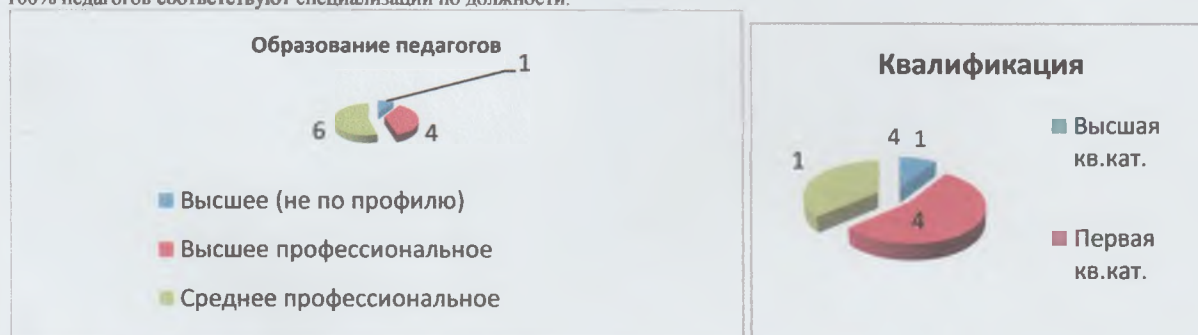 100% педагогов соответствуют специализации по должности.
Образование педагогов
1
6
4
Высшее (не по профилю)
Высшее профессиональное
Среднее профессиональное
Квалификация
4 1
1
4
Высшая
кв.кат.
Первая
кв.кат.